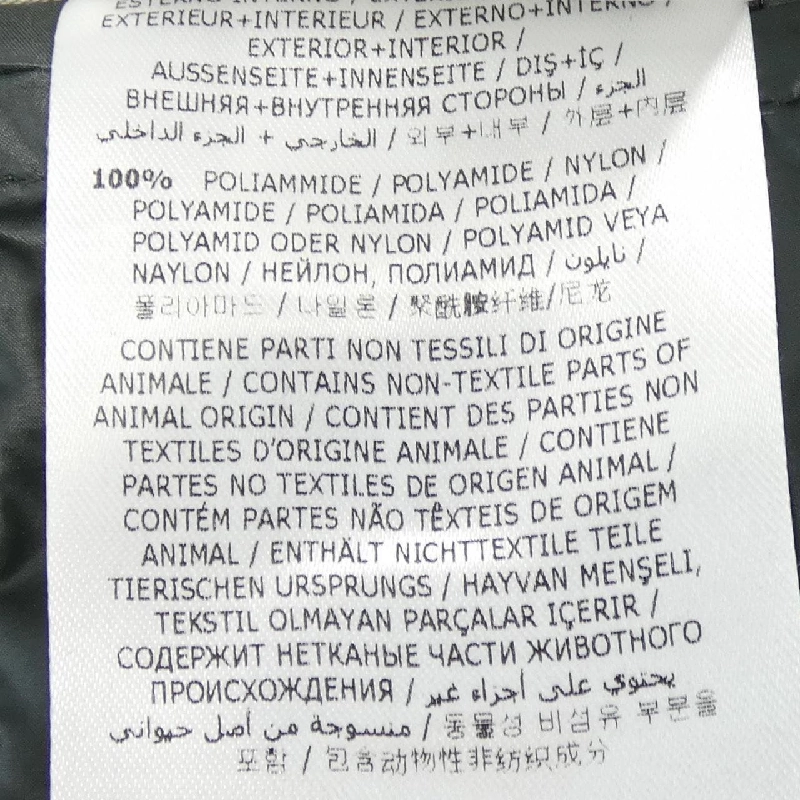 EXTERIEUR+INTERIEUR / EXTERNO+INTERNO /
EXTERIOR+INTERIOR /
AUSSENSEITE+INNENSEITE / DIŞ+İÇ /
ВНЕШНЯЯ+ВНУТРЕННЯЯ СТОРОНЫ / الجزء
الخارجي + الجزء الداخلي / 외부+내부 / 外层+内层
100% POLIAMMIDE / POLYAMIDE / NYLON /
POLYAMIDE / POLIAMIDA / POLIAMIDA /
POLYAMID ODER NYLON / POLYAMID VEYA
NAYLON / НЕЙЛОН, ПОЛИАМИД / نايلون /
폴리아마드 / 나일론 / 聚酰胺纤维/尼龙
CONTIENE PARTI NON TESSILI DI ORIGINE
ANIMALE / CONTAINS NON-TEXTILE PARTS OF
ANIMAL ORIGIN / CONTIENT DES PARTIES NON
TEXTILES D'ORIGINE ANIMALE / CONTIENE
PARTES NO TEXTILES DE ORIGEN ANIMAL /
CONTÉM PARTES NÃO TÊXTEIS DE ORIGEM
ANIMAL / ENTHÄLT NICHTTEXTILE TEILE
TIERISCHEN URSPRUNGS / HAYVAN MENŞELI,
TEKSTIL OLMAYAN PARÇALAR IÇERIR /
СОДЕРЖИТ НЕТКАНЫЕ ЧАСТИ ЖИВОТНОГО
ПРОИСХОЖДЕНИЯ / يحتوي على أجزاء غير
منسوجة من أصل حيواني / 동물성 비섬유 부분을
포함 / 包含动物性非纺织成分